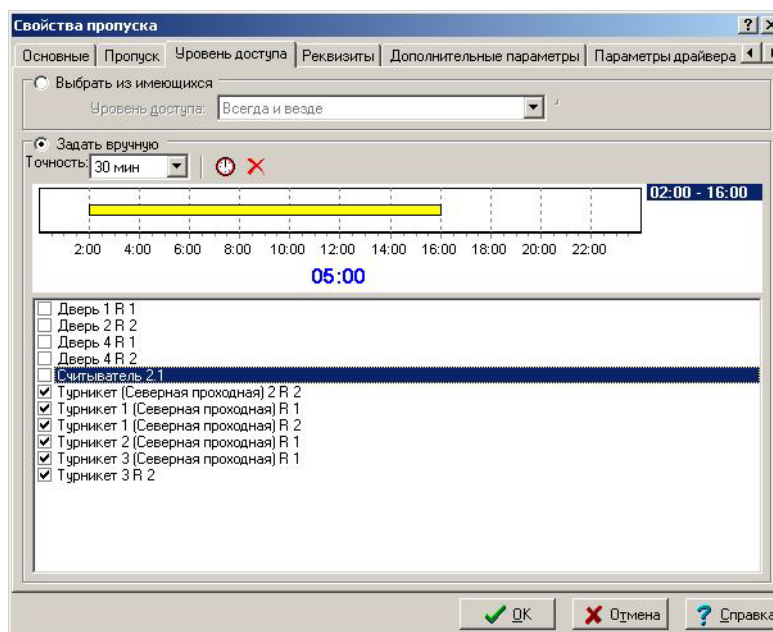 Свойства пропуска
Основные Пропуск Уровень доступа Реквизиты Дополнительные параметры Параметры драйвера
Выбрать из имеющихся
Уровень доступа: Всегда и везде
Задать вручную
Точность: 30 мин
02:00 - 16:00
2:00 4:00 6:00 8:00 10:00 12:00 14:00 16:00 18:00 20:00 22:00
05:00
Дверь 1 R 1
Дверь 2 R 2
Дверь 4 R 1
Дверь 4 R 2
Считыватель 2.1
Турникет (Северная проходная) 2 R 2
Турникет 1 (Северная проходная) R 1
Турникет 1 (Северная проходная) R 2
Турникет 2 (Северная проходная) R 1
Турникет 3 (Северная проходная) R 1
Турникет 3 R 2
OK Отмена Справка